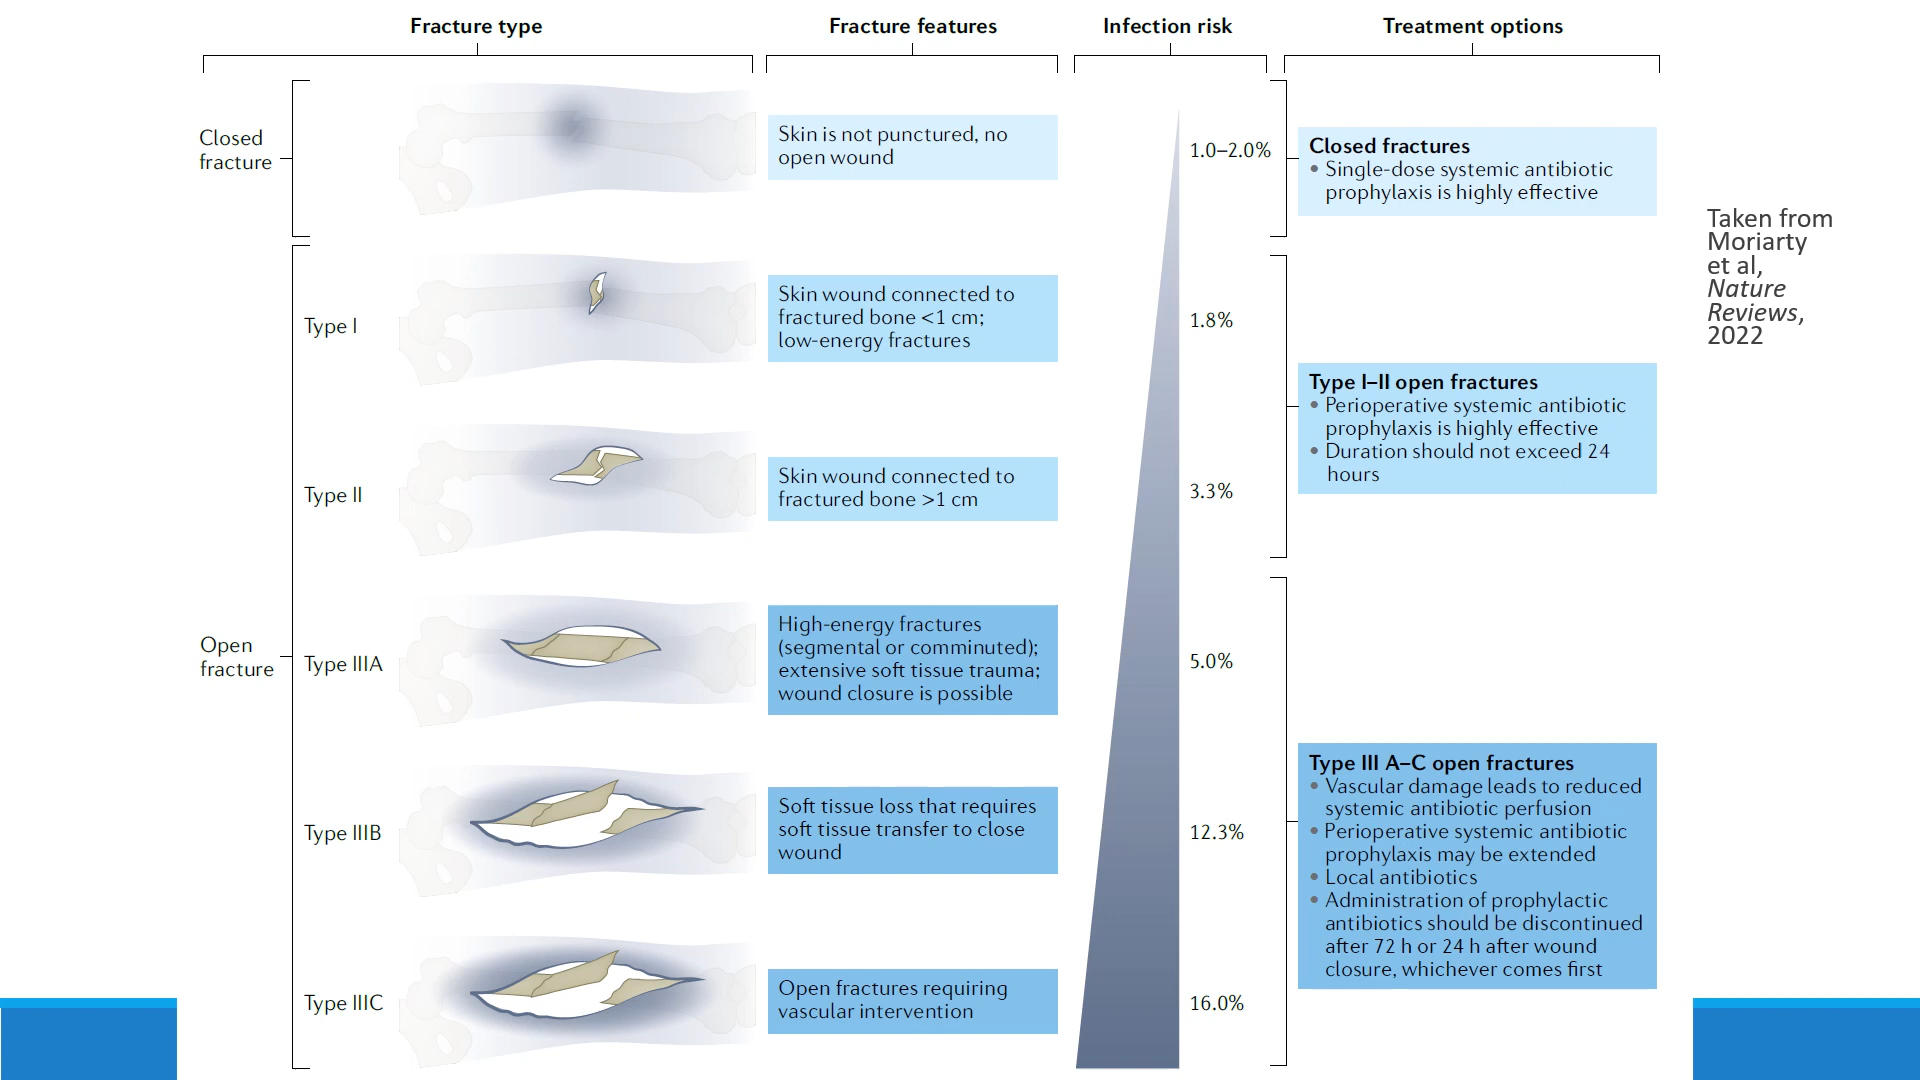 Fracture type
Fracture features
Infection risk
Treatment options
Closed
fracture
Skin is not punctured, no
open wound
1.0–2.0%
Closed fractures
• Single-dose systemic antibiotic
prophylaxis is highly effective
Taken from
Moriarty
et al,
Nature
Reviews,
2022
Open
fracture
Type I
Skin wound connected to
fractured bone <1 cm;
low-energy fractures
1.8%
Type II
Skin wound connected to
fractured bone >1 cm
3.3%
Type I–II open fractures
• Perioperative systemic antibiotic
prophylaxis is highly effective
• Duration should not exceed 24
hours
Type IIIA
High-energy fractures
(segmental or comminuted);
extensive soft tissue trauma;
wound closure is possible
5.0%
Type IIIB
Soft tissue loss that requires
soft tissue transfer to close
wound
12.3%
Type IIIC
Open fractures requiring
vascular intervention
16.0%
Type III A–C open fractures
• Vascular damage leads to reduced
systemic antibiotic perfusion
• Perioperative systemic antibiotic
prophylaxis may be extended
• Local antibiotics
• Administration of prophylactic
antibiotics should be discontinued
after 72 h or 24 h after wound
closure, whichever comes first